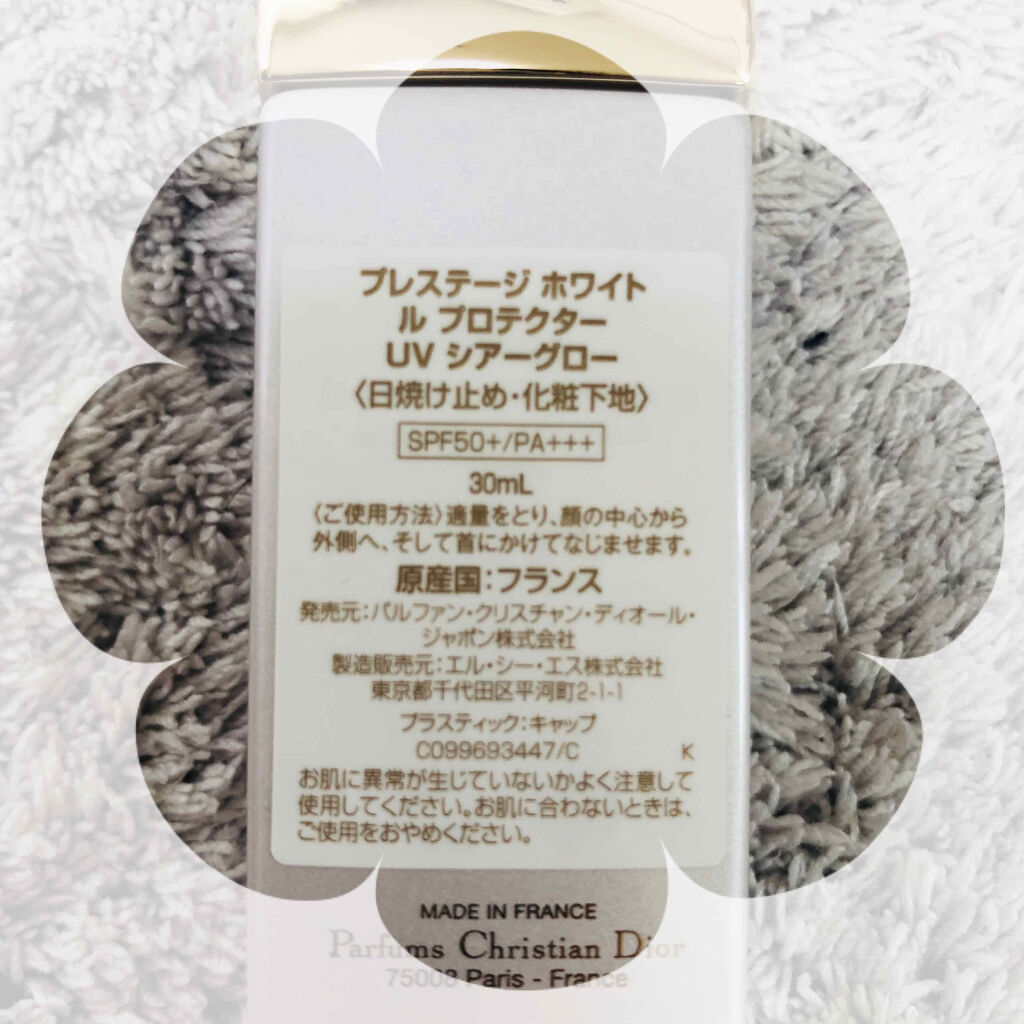 プレステージ ホワイト
ル プロテクター
UV シアーグロー
〈日焼け止め・化粧下地〉
SPF50+/PA+++
30mL
〈ご使用方法〉適量をとり、顔の中心から
外側へ、そして首にかけてなじませます。
原産国：フランス
発売元：パルファン・クリスチャン・ディオール・
ジャポン株式会社
製造販売元：エル・シー・エス株式会社
東京都千代田区平河町2-1-1
プラスティック：キャップ
C099693447/C K
お肌に異常が生じていないかよく注意して
使用してください。お肌に合わないときは、
ご使用をおやめください。
MADE IN FRANCE
Parfums Christian Dior
75008 Paris - France